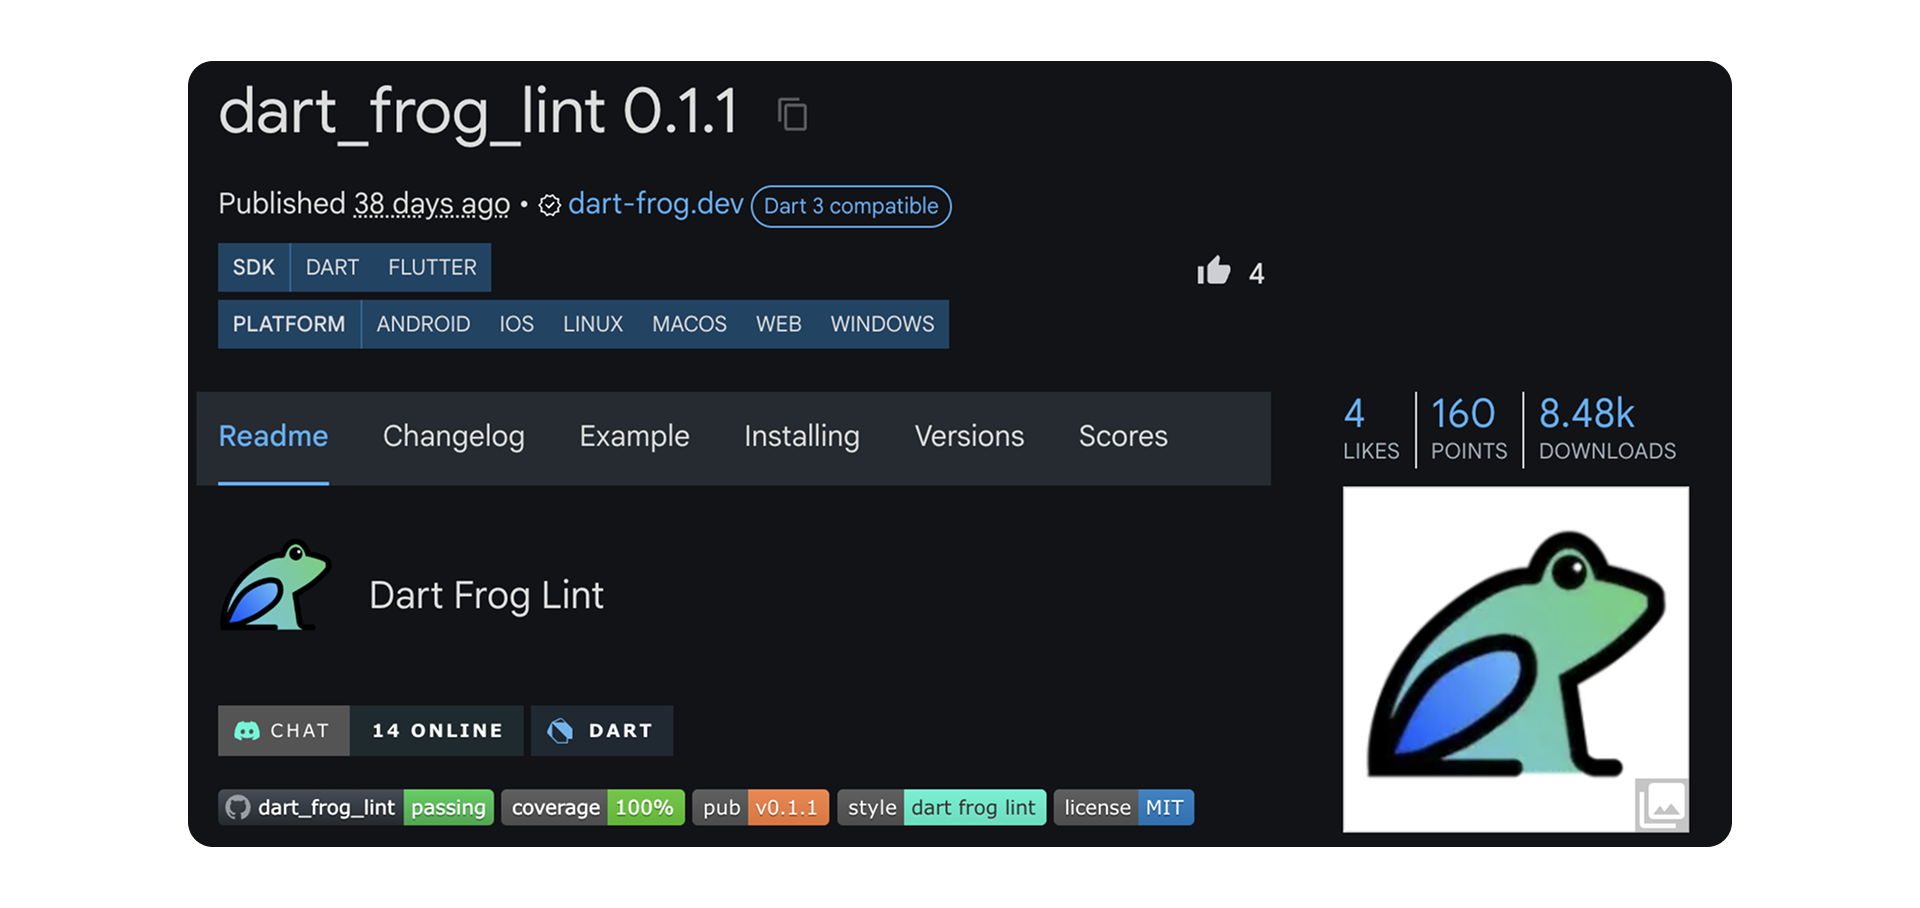 dart_frog_lint 0.1.1
Published 38 days ago • dart-frog.dev Dart 3 compatible
SDK DART FLUTTER
4
PLATFORM ANDROID IOS LINUX MACOS WEB WINDOWS
Readme Changelog Example Installing Versions Scores
4 160 8.48k
LIKES POINTS DOWNLOADS
Dart Frog Lint
CHAT 14 ONLINE DART
dart_frog_lint passing coverage 100% pub v0.1.1 style dart frog lint license MIT